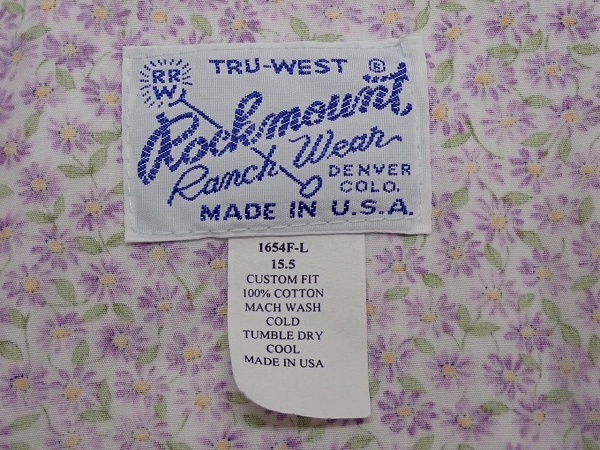 RR
W
TRU-WEST ®
Rockmount
Ranch Wear
DENVER
COLO.
MADE IN U.S.A.
1654F-L
15.5
CUSTOM FIT
100% COTTON
MACH WASH
COLD
TUMBLE DRY
COOL
MADE IN USA